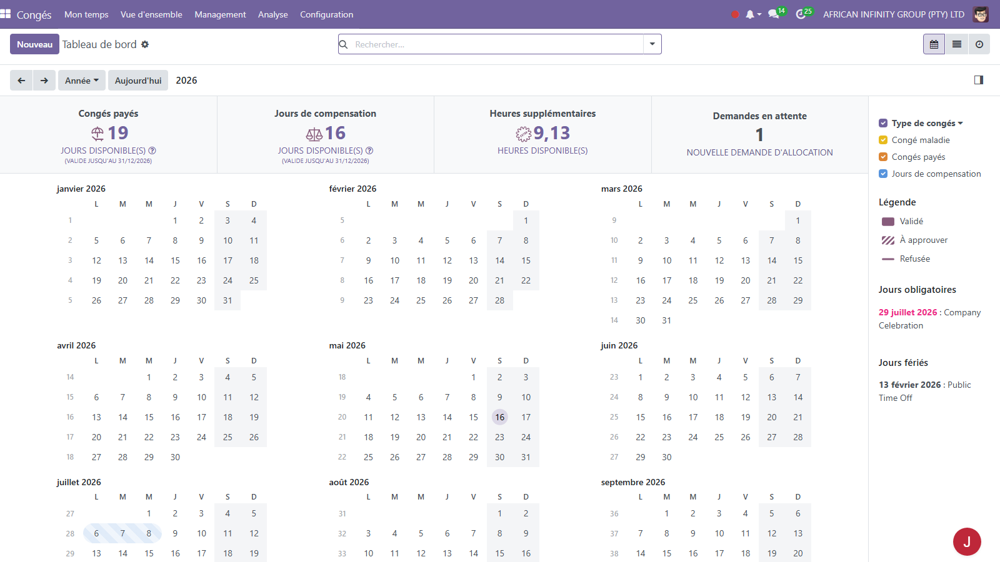 Congés Mon temps Vue d'ensemble Management Analyse Configuration 14 25 AFRICAN INFINITY GROUP (PTY) LTD
Nouveau Tableau de bord Rechercher...
Année Aujourd'hui 2026
Congés payés
19
JOURS DISPONIBLE(S)
(VALIDE JUSQU'AU 31/12/2026)
Jours de compensation
16
JOURS DISPONIBLE(S)
(VALIDE JUSQU'AU 31/12/2026)
Heures supplémentaires
9,13
HEURES DISPONIBLE(S)
Demandes en attente
1
NOUVELLE DEMANDE D'ALLOCATION
janvier 2026
L M M J V S D
1 1 2 3 4
2 5 6 7 8 9 10 11
3 12 13 14 15 16 17 18
4 19 20 21 22 23 24 25
5 26 27 28 29 30 31
février 2026
L M M J V S D
5 1
6 2 3 4 5 6 7 8
7 9 10 11 12 13 14 15
8 16 17 18 19 20 21 22
9 23 24 25 26 27 28
mars 2026
L M M J V S D
9 1
10 2 3 4 5 6 7 8
11 9 10 11 12 13 14 15
12 16 17 18 19 20 21 22
13 23 24 25 26 27 28 29
14 30 31
avril 2026
L M M J V S D
14 1 2 3 4 5
15 6 7 8 9 10 11 12
16 13 14 15 16 17 18 19
17 20 21 22 23 24 25 26
18 27 28 29 30
mai 2026
L M M J V S D
18 1 2 3
19 4 5 6 7 8 9 10
20 11 12 13 14 15 16 17
21 18 19 20 21 22 23 24
22 25 26 27 28 29 30 31
juin 2026
L M M J V S D
23 1 2 3 4 5 6 7
24 8 9 10 11 12 13 14
25 15 16 17 18 19 20 21
26 22 23 24 25 26 27 28
27 29 30
juillet 2026
L M M J V S D
27 1 2 3 4 5
28 6 7 8 9 10 11 12
29 13 14 15 16 17 18 19
août 2026
L M M J V S D
31 1 2
32 3 4 5 6 7 8 9
33 10 11 12 13 14 15 16
septembre 2026
L M M J V S D
36 1 2 3 4 5 6
37 7 8 9 10 11 12 13
38 14 15 16 17 18 19 20
Type de congés
Congé maladie
Congés payés
Jours de compensation
Légende
Validé
À approuver
Refusée
Jours obligatoires
29 juillet 2026 : Company
Celebration
Jours fériés
13 février 2026 : Public
Time Off
J